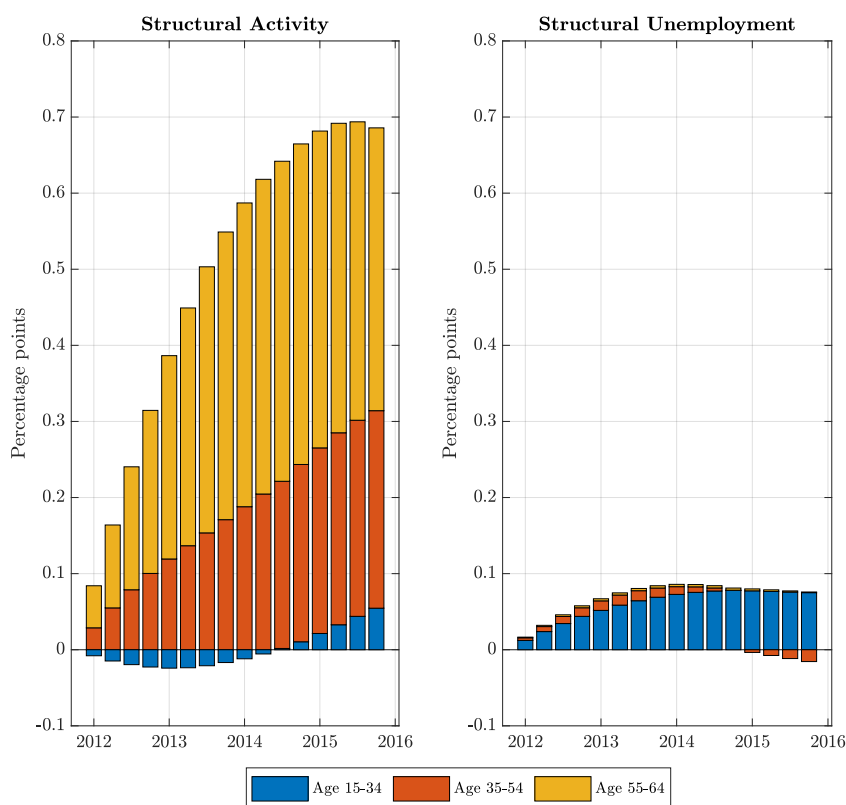 Structural Activity
0.8
0.7
0.6
0.5
0.4
0.3
0.2
0.1
0
-0.1
Percentage points
2012 2013 2014 2015 2016
Structural Unemployment
0.8
0.7
0.6
0.5
0.4
0.3
0.2
0.1
0
-0.1
Percentage points
2012 2013 2014 2015 2016
Age 15-34 Age 35-54 Age 55-64